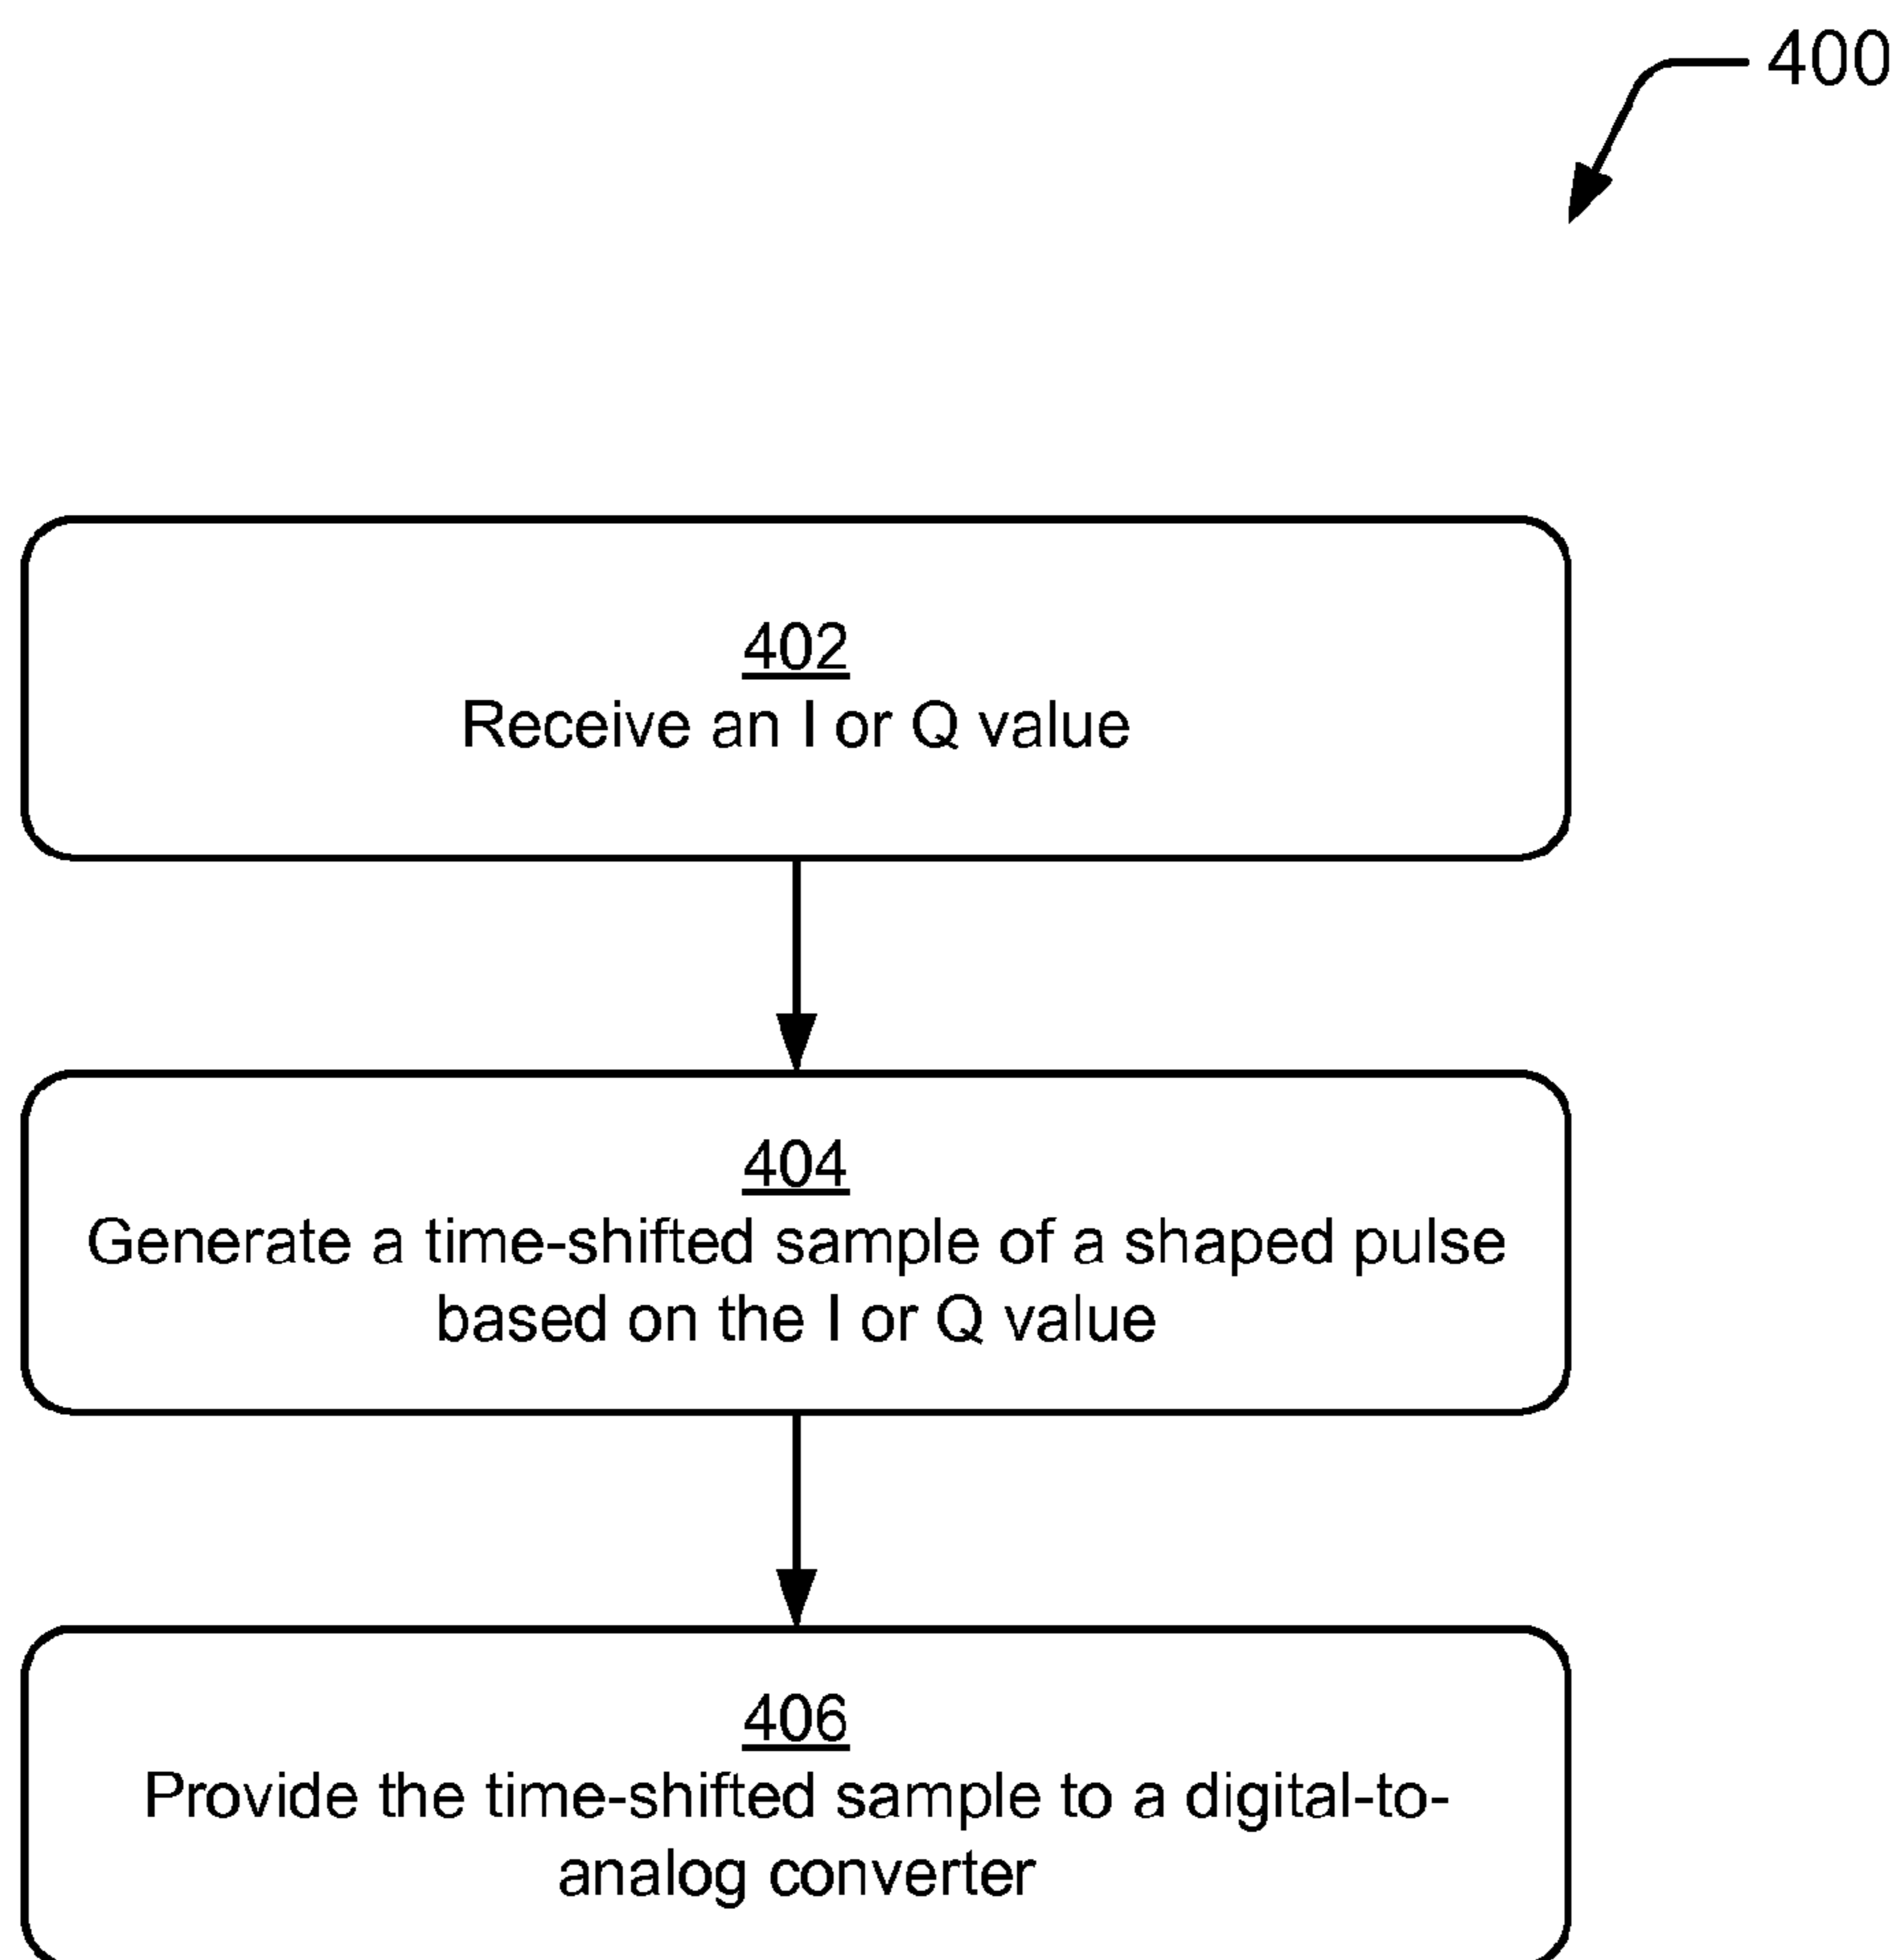 400
402
Receive an I or Q value
404
Generate a time-shifted sample of a shaped pulse
based on the I or Q value
406
Provide the time-shifted sample to a digital-to-
analog converter